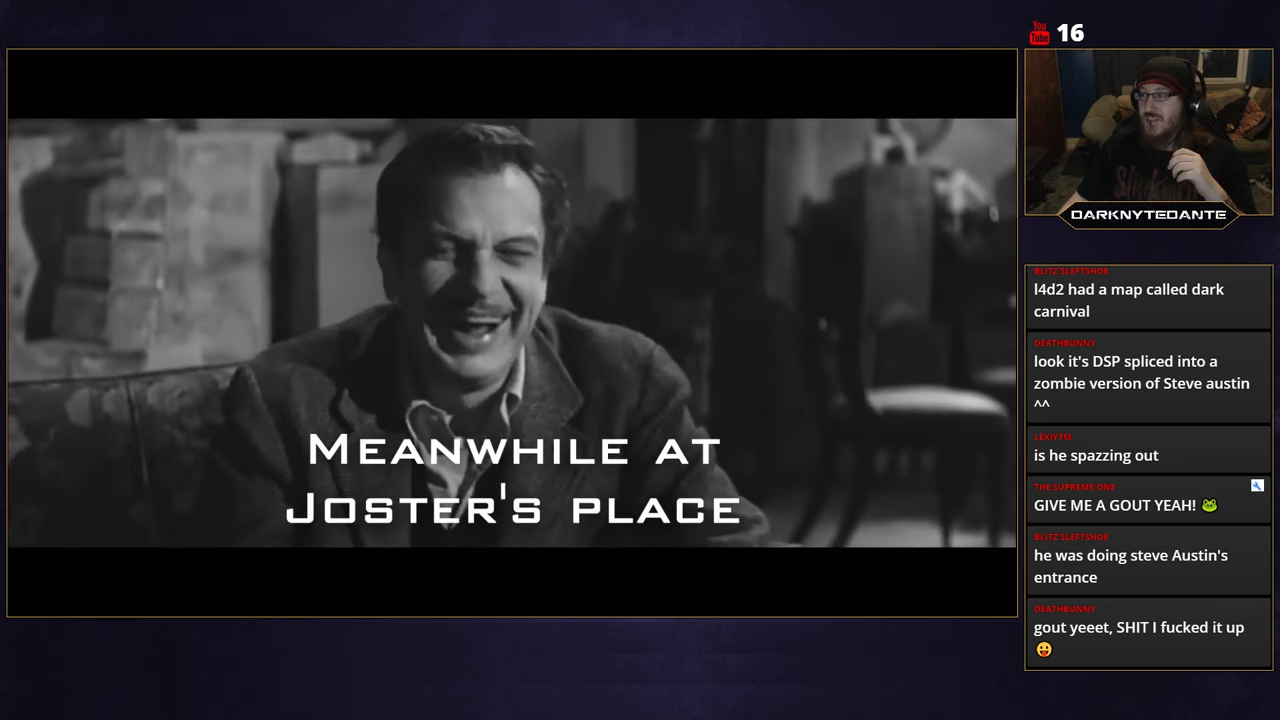 You
Tube
16
DARKNYTEDANTE
BLITZ SLEFTSHOE
l4d2 had a map called dark
carnival
DEATHBUNNY
look it's DSP spliced into a
zombie version of Steve austin
^^
LEXIYTM
is he spazzing out
THE SUPREME ONE
GIVE ME A GOUT YEAH! 🐸
BLITZ SLEFTSHOE
he was doing steve Austin's
entrance
DEATHBUNNY
gout yeeet, SHIT I fucked it up
😛
MEANWHILE AT
JOSTER'S PLACE